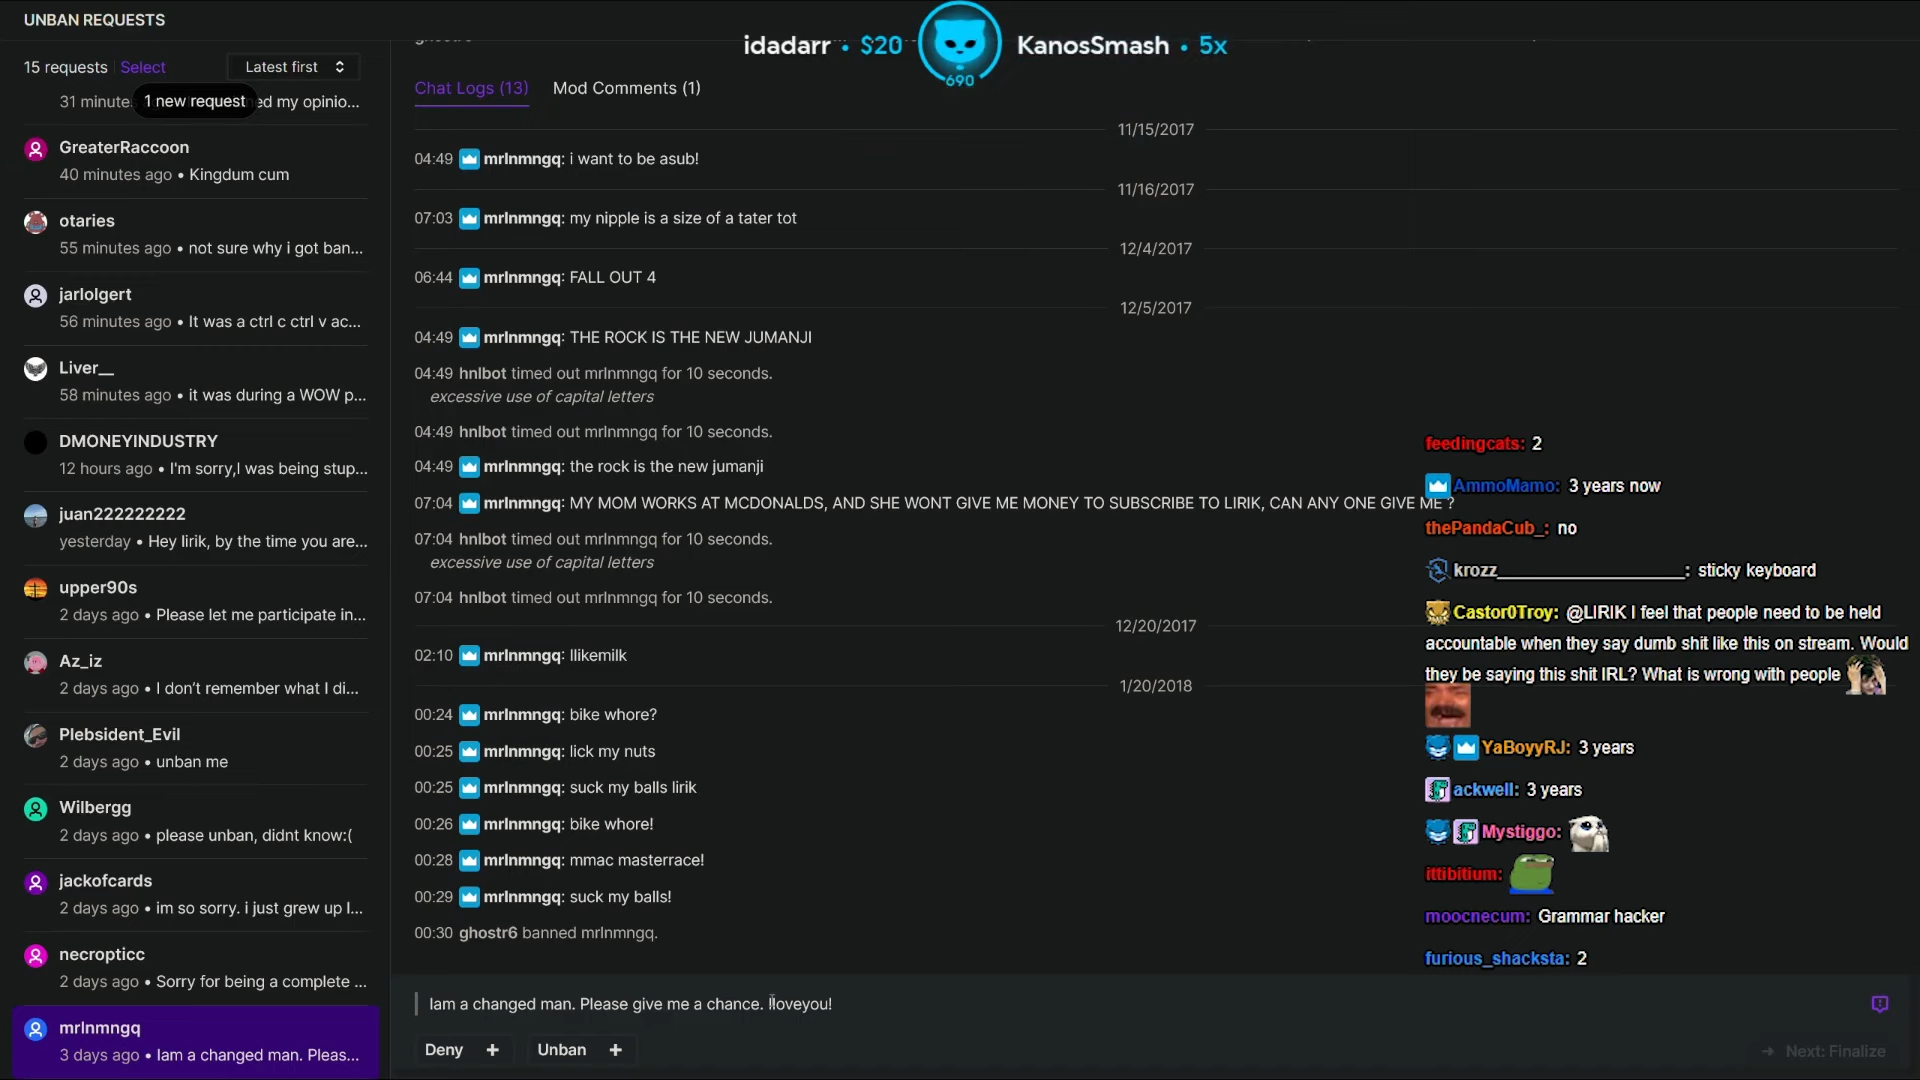 UNBAN REQUESTS
15 requests Select Latest first
31 minute 1 new request ed my opinio...
GreaterRaccoon
40 minutes ago • Kingdum cum
otaries
55 minutes ago • not sure why i got ban...
jarlolgert
56 minutes ago • It was a ctrl c ctrl v ac...
Liver__
58 minutes ago • it was during a WOW p...
DMONEYINDUSTRY
12 hours ago • I'm sorry,I was being stup...
juan222222222
yesterday • Hey lirik, by the time you are...
upper90s
2 days ago • Please let me participate in...
Az_iz
2 days ago • I don't remember what I di...
Plebsident_Evil
2 days ago • unban me
Wilbergg
2 days ago • please unban, didnt know:(
jackofcards
2 days ago • im so sorry. i just grew up l...
necropticc
2 days ago • Sorry for being a complete ...
mrlnmngq
3 days ago • Iam a changed man. Pleas...
idadarr • $20 690 KanosSmash • 5x
Chat Logs (13) Mod Comments (1)
11/15/2017
04:49 mrlnmngq: i want to be asub!
11/16/2017
07:03 mrlnmngq: my nipple is a size of a tater tot
12/4/2017
06:44 mrlnmngq: FALL OUT 4
12/5/2017
04:49 mrlnmngq: THE ROCK IS THE NEW JUMANJI
04:49 hnlbot timed out mrlnmngq for 10 seconds.
excessive use of capital letters
04:49 hnlbot timed out mrlnmngq for 10 seconds.
04:49 mrlnmngq: the rock is the new jumanji
07:04 mrlnmngq: MY MOM WORKS AT MCDONALDS, AND SHE WONT GIVE ME MONEY TO SUBSCRIBE TO LIRIK, CAN ANY ONE GIVE ME ?
07:04 hnlbot timed out mrlnmngq for 10 seconds.
excessive use of capital letters
07:04 hnlbot timed out mrlnmngq for 10 seconds.
12/20/2017
02:10 mrlnmngq: Ilikemilk
1/20/2018
00:24 mrlnmngq: bike whore?
00:25 mrlnmngq: lick my nuts
00:25 mrlnmngq: suck my balls lirik
00:26 mrlnmngq: bike whore!
00:28 mrlnmngq: mmac masterrace!
00:29 mrlnmngq: suck my balls!
00:30 ghostr6 banned mrlnmngq.
Iam a changed man. Please give me a chance. Iloveyou!
Deny + Unban +
→ Next: Finalize
feedingcats: 2
AmmoMamo: 3 years now
thePandaCub_: no
krozz____________________: sticky keyboard
Castor0Troy: @LIRIK I feel that people need to be held
accountable when they say dumb shit like this on stream. Would
they be saying this shit IRL? What is wrong with people
YaBoyyRJ: 3 years
ackwell: 3 years
Mystiggo:
ittibitium:
moocnecum: Grammar hacker
furious_shacksta: 2